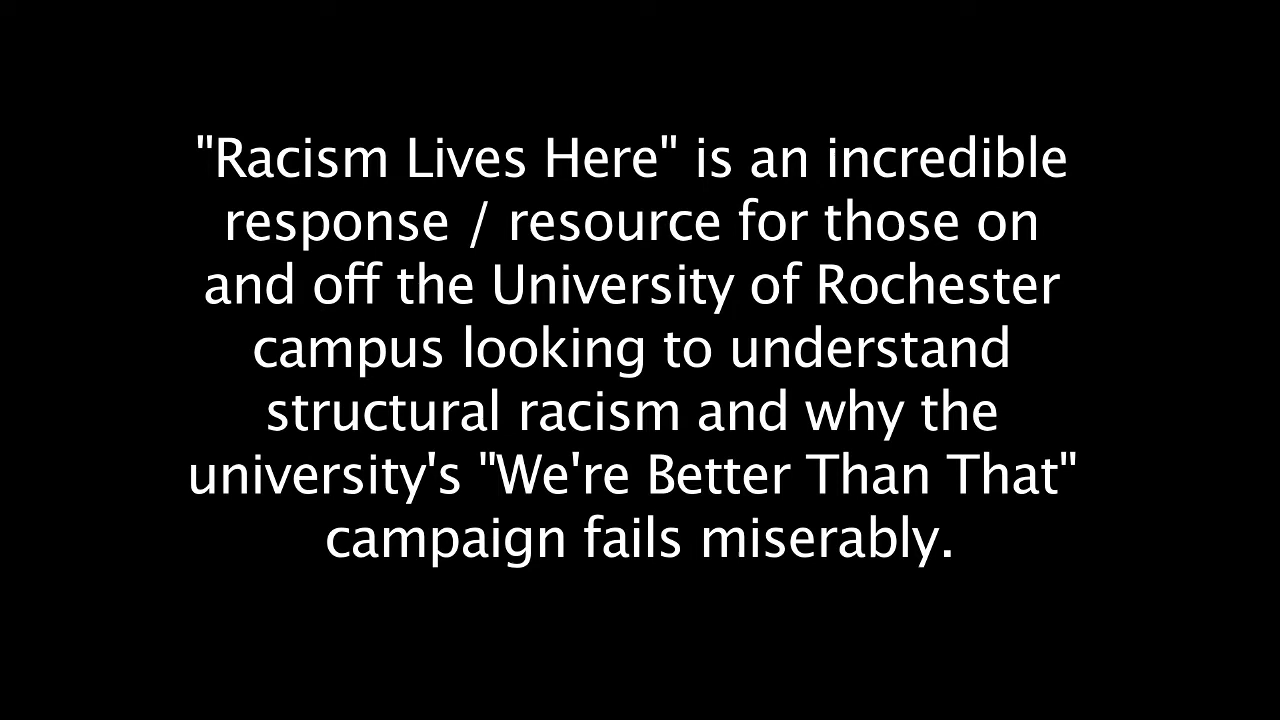 "Racism Lives Here" is an incredible
response / resource for those on
and off the University of Rochester
campus looking to understand
structural racism and why the
university's "We're Better Than That"
campaign fails miserably.